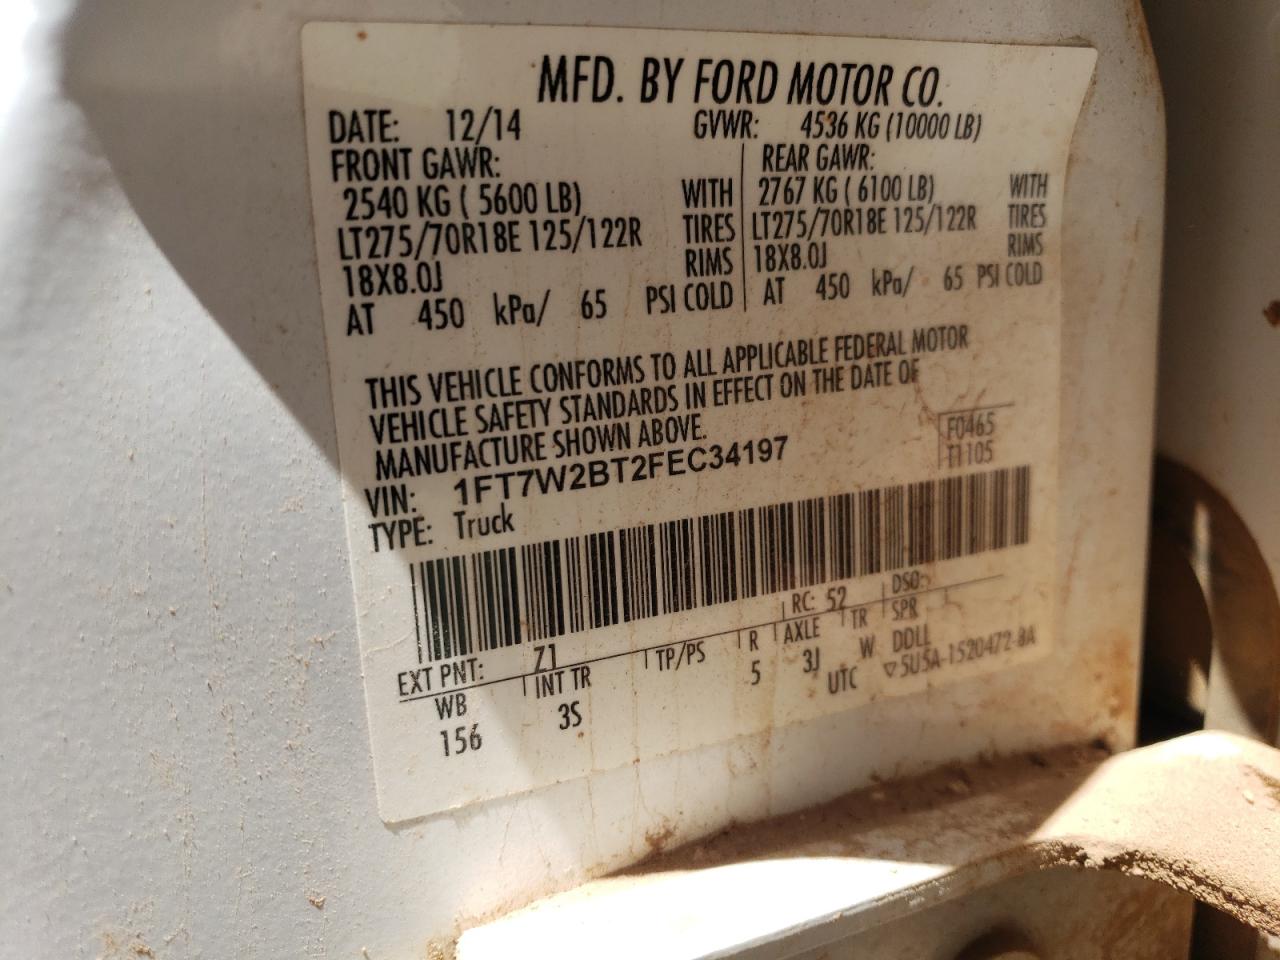 MFD. BY FORD MOTOR CO.
DATE: 12/14 GVWR: 4536 KG (10000 LB)
FRONT GAWR: REAR GAWR:
2540 KG ( 5600 LB) WITH 2767 KG ( 6100 LB) WITH
LT275/70R18E 125/122R TIRES LT275/70R18E 125/122R TIRES
18X8.0J RIMS 18X8.0J RIMS
AT 450 kPa/ 65 PSI COLD AT 450 kPa/ 65 PSI COLD
THIS VEHICLE CONFORMS TO ALL APPLICABLE FEDERAL MOTOR
VEHICLE SAFETY STANDARDS IN EFFECT ON THE DATE OF
MANUFACTURE SHOWN ABOVE.
F0465
VIN: 1FT7W2BT2FEC34197 T1105
TYPE: Truck
EXT PNT: Z1 RC: 52 DSO:
WB INT TR TP/PS R AXLE TR SPR
156 3S 5 3J W DDLL
UTC ▽5U5A-1520472-BA